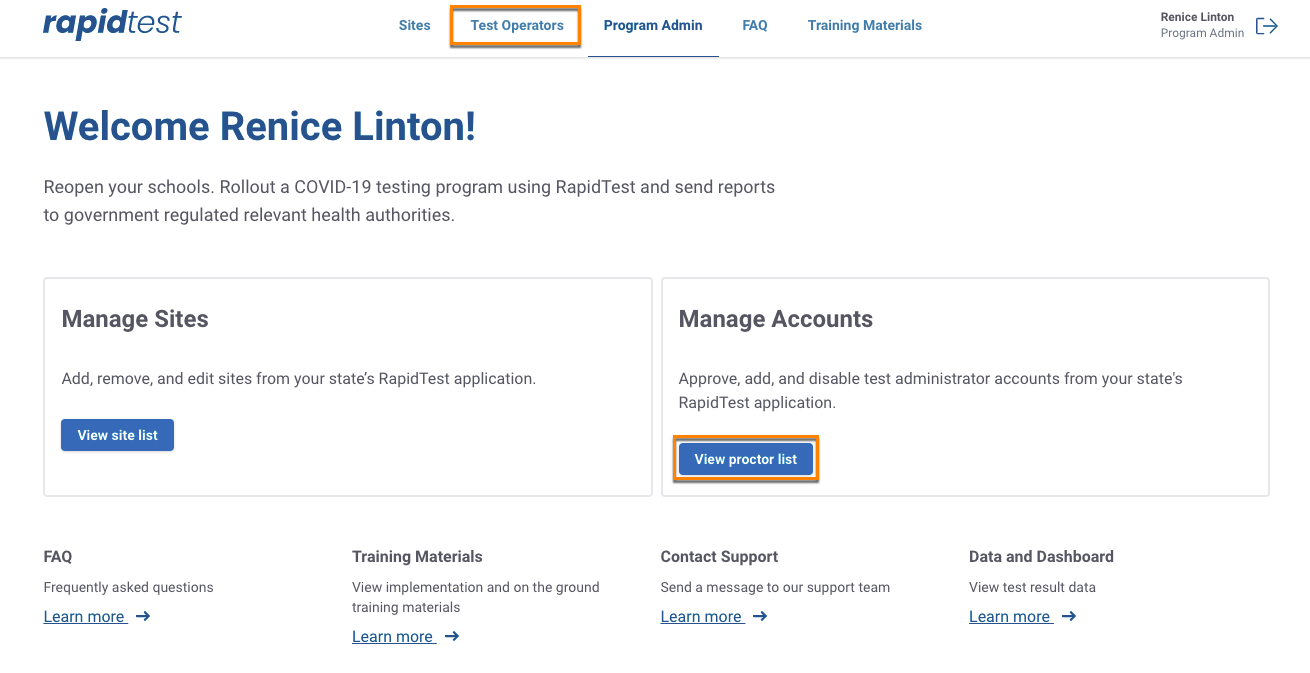 rapidtest
Sites
Test Operators
Program Admin
FAQ
Training Materials
Renice Linton
Program Admin
Welcome Renice Linton!
Reopen your schools. Rollout a COVID-19 testing program using RapidTest and send reports
to government regulated relevant health authorities.
Manage Sites
Add, remove, and edit sites from your state’s RapidTest application.
View site list
Manage Accounts
Approve, add, and disable test administrator accounts from your state's
RapidTest application.
View proctor list
FAQ
Frequently asked questions
Learn more →
Training Materials
View implementation and on the ground
training materials
Learn more →
Contact Support
Send a message to our support team
Learn more →
Data and Dashboard
View test result data
Learn more →